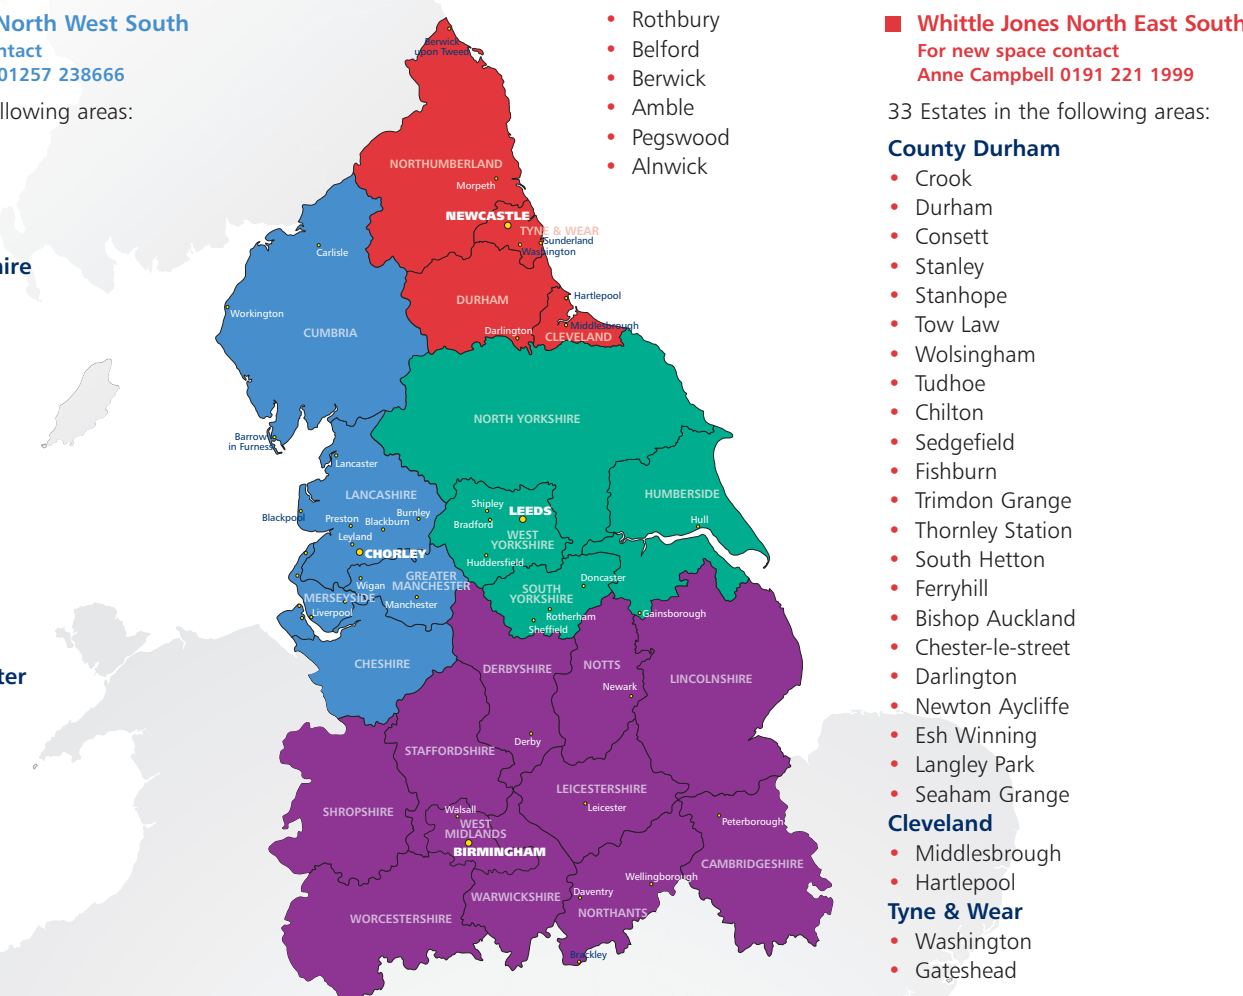 North West South
ntact
01257 238666
llowing areas:
ire
ter
• Rothbury
• Belford
• Berwick
• Amble
• Pegswood
• Alnwick
Berwick
upon Tweed
NORTHUMBERLAND
Morpeth
NEWCASTLE
TYNE & WEAR
Sunderland
Washington
Carlisle
Workington
CUMBRIA
DURHAM
Hartlepool
Darlington
Middlesbrough
CLEVELAND
NORTH YORKSHIRE
Barrow
in Furness
Lancaster
LANCASHIRE
Blackpool
Preston
Burnley
Blackburn
Leyland
CHORLEY
Shipley
LEEDS
Bradford
WEST
YORKSHIRE
Huddersfield
HUMBERSIDE
Hull
GREATER
MANCHESTER
Wigan
MERSEYSIDE
Manchester
Liverpool
SOUTH
YORKSHIRE
Doncaster
Rotherham
Sheffield
Gainsborough
CHESHIRE
DERBYSHIRE
NOTTS
Newark
LINCOLNSHIRE
Derby
STAFFORDSHIRE
LEICESTERSHIRE
Leicester
SHROPSHIRE
Walsall
WEST
MIDLANDS
BIRMINGHAM
Peterborough
CAMBRIDGESHIRE
Wellingborough
WARWICKSHIRE
Daventry
NORTHANTS
WORCESTERSHIRE
Brackley
Whittle Jones North East South
For new space contact
Anne Campbell 0191 221 1999
33 Estates in the following areas:
County Durham
• Crook
• Durham
• Consett
• Stanley
• Stanhope
• Tow Law
• Wolsingham
• Tudhoe
• Chilton
• Sedgefield
• Fishburn
• Trimdon Grange
• Thornley Station
• South Hetton
• Ferryhill
• Bishop Auckland
• Chester-le-street
• Darlington
• Newton Aycliffe
• Esh Winning
• Langley Park
• Seaham Grange
Cleveland
• Middlesbrough
• Hartlepool
Tyne & Wear
• Washington
• Gateshead